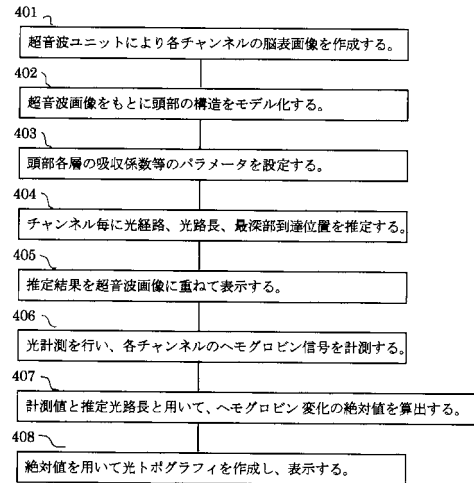 401
超音波ユニットにより各チャンネルの脳表画像を作成する。
402
超音波画像をもとに頭部の構造をモデル化する。
403
頭部各層の吸収係数等のパラメータを設定する。
404
チャンネル毎に光経路、光路長、最深部到達位置を推定する。
405
推定結果を超音波画像に重ねて表示する。
406
光計測を行い、各チャンネルのヘモグロビン信号を計測する。
407
計測値と推定光路長と用いて、ヘモグロビン変化の絶対値を算出する。
408
絶対値を用いて光トポグラフィを作成し、表示する。